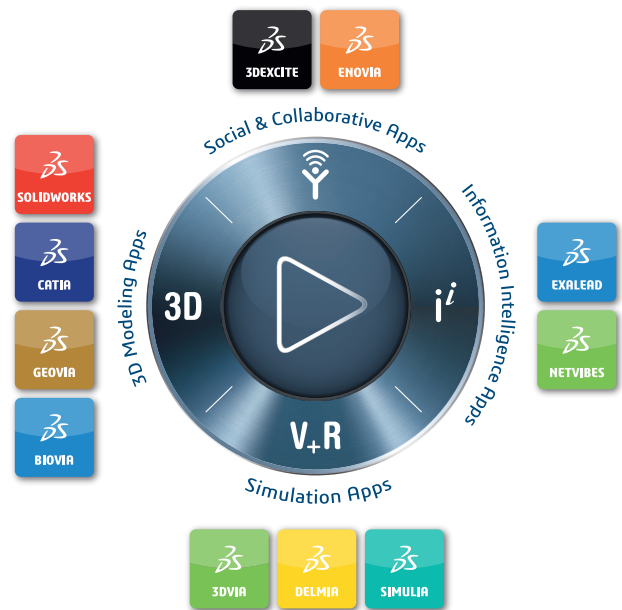 3DEXCITE
ENOVIA
Social & Collaborative Apps
SOLIDWORKS
CATIA
GEOVIA
BIOVIA
3D Modeling Apps
3D
i i
Information Intelligence Apps
EXALEAD
NETVIBES
V+R
Simulation Apps
3DVIA
DELMIA
SIMULIA